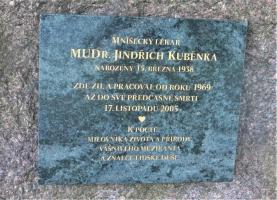 MNÍŠECKÝ LÉKAŘ
MUDR. JINDŘICH KUBÉNKA
NAROZENÝ 15. BŘEZNA 1938
ZDE ŽIL A PRACOVAL OD ROKU 1969
AŽ DO SVÉ PŘEDČASNÉ SMRTI
17. LISTOPADU 2005
K POCTĚ
MILOVNÍKA ŽIVOTA A PŘÍRODY,
VÁŠNIVÉHO MUZIKANTA
A ZNALCE LIDSKÉ DUŠE